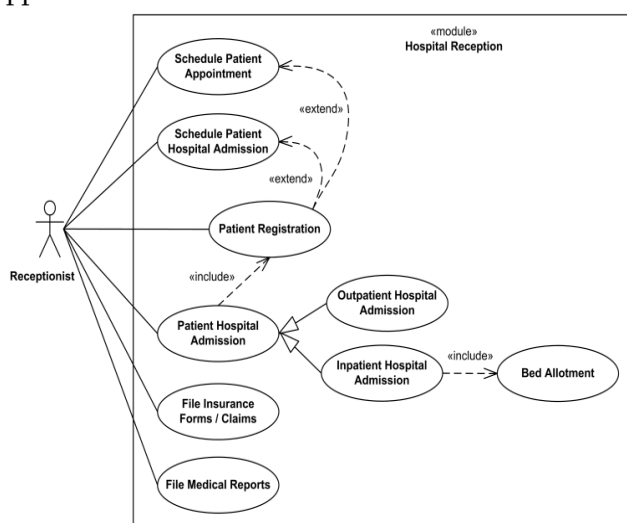 «module»
Hospital Reception
Schedule Patient
Appointment
«extend»
Schedule Patient
Hospital Admission
«extend»
Patient Registration
Receptionist
«include»
Outpatient Hospital
Admission
Patient Hospital
Admission
Inpatient Hospital
Admission
«include»
Bed Allotment
File Insurance
Forms / Claims
File Medical Reports